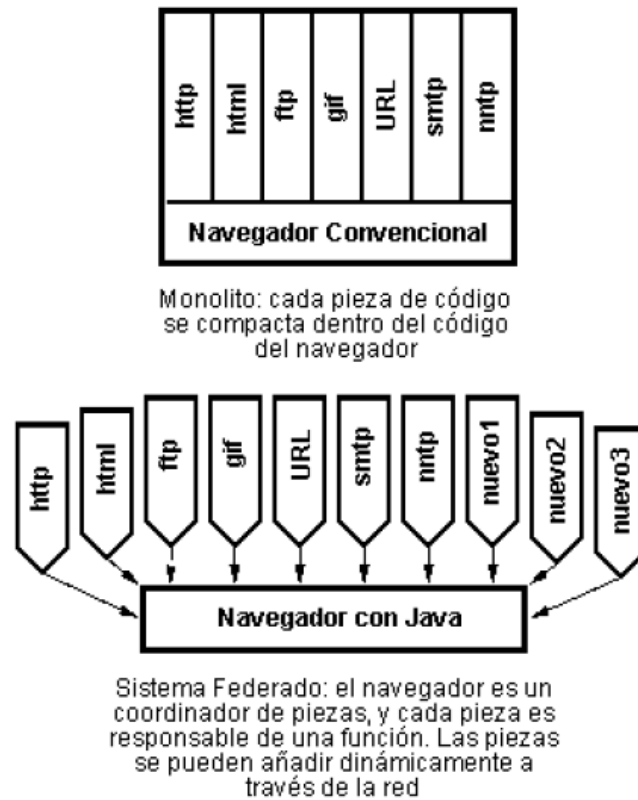 http
html
ftp
gif
URL
smtp
nntp
Navegador Convencional
Monolito: cada pieza de código
se compacta dentro del código
del navegador
http
html
ftp
gif
URL
smtp
nntp
nuevo1
nuevo2
nuevo3
Navegador con Java
Sistema Federado: el navegador es un
coordinador de piezas, y cada pieza es
responsable de una función. Las piezas
se pueden añadir dinámicamente a
través de la red